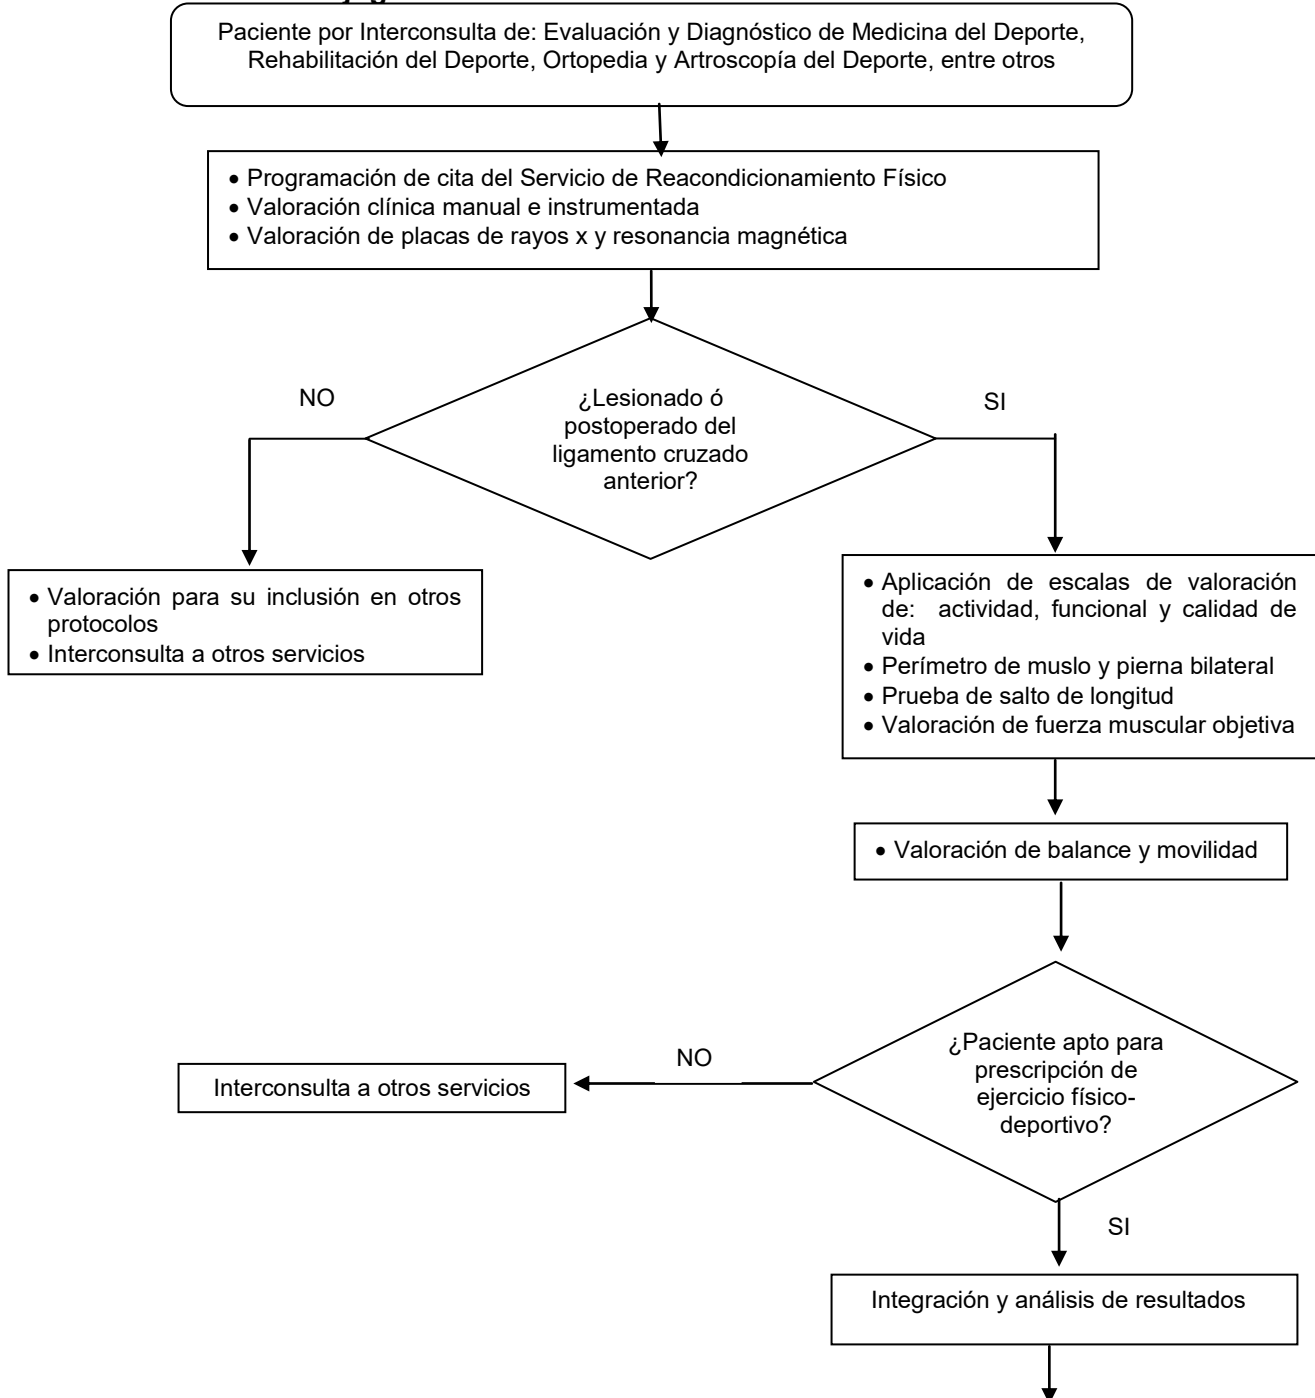 Paciente por Interconsulta de: Evaluación y Diagnóstico de Medicina del Deporte,
Rehabilitación del Deporte, Ortopedia y Artroscopía del Deporte, entre otros
• Programación de cita del Servicio de Reacondicionamiento Físico
• Valoración clínica manual e instrumentada
• Valoración de placas de rayos x y resonancia magnética
NO
¿Lesionado ó
postoperado del
ligamento cruzado
anterior?
SI
• Valoración para su inclusión en otros
protocolos
• Interconsulta a otros servicios
• Aplicación de escalas de valoración
de: actividad, funcional y calidad de
vida
• Perímetro de muslo y pierna bilateral
• Prueba de salto de longitud
• Valoración de fuerza muscular objetiva
• Valoración de balance y movilidad
¿Paciente apto para
prescripción de
ejercicio físico-
deportivo?
NO
Interconsulta a otros servicios
SI
Integración y análisis de resultados